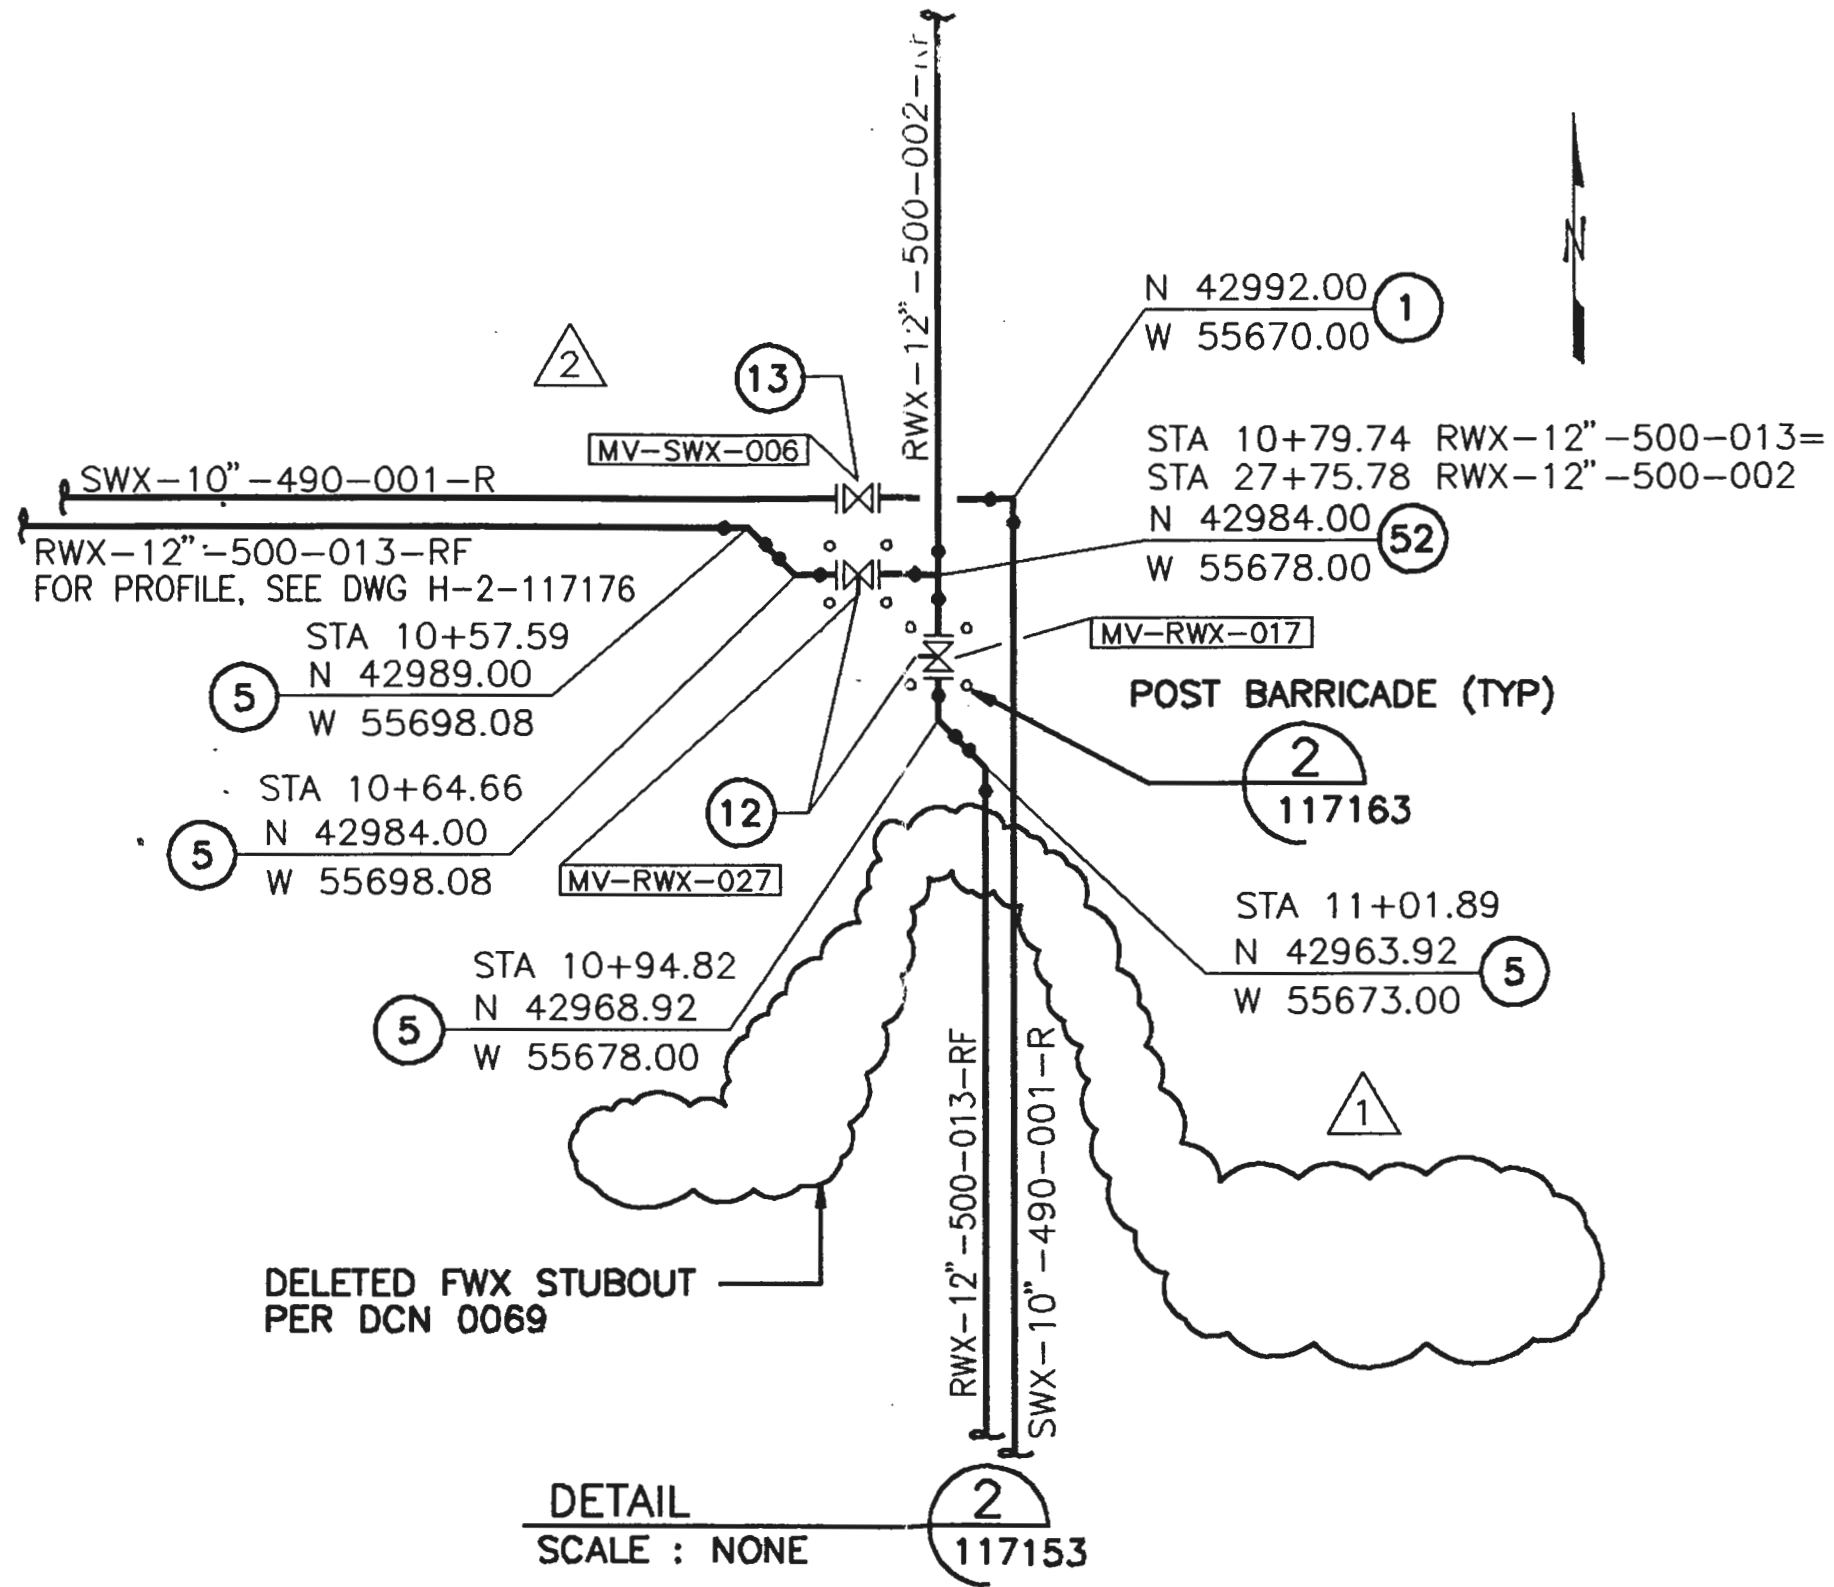 RWX-12"-500-002-RF
N
N 42992.00
W 55670.00
1
2
13
MV-SWX-006
STA 10+79.74 RWX-12"-500-013=
STA 27+75.78 RWX-12"-500-002
N 42984.00
W 55678.00
52
SWX-10"-490-001-R
RWX-12"-500-013-RF
FOR PROFILE, SEE DWG H-2-117176
MV-RWX-017
STA 10+57.59
N 42989.00
W 55698.08
5
POST BARRICADE (TYP)
2
117163
STA 10+64.66
N 42984.00
W 55698.08
5
12
MV-RWX-027
STA 11+01.89
N 42963.92
W 55673.00
5
STA 10+94.82
N 42968.92
W 55678.00
5
RWX-12"-500-013-RF
SWX-10"-490-001-R
1
DELETED FWX STUBOUT
PER DCN 0069
DETAIL
SCALE : NONE
2
117153